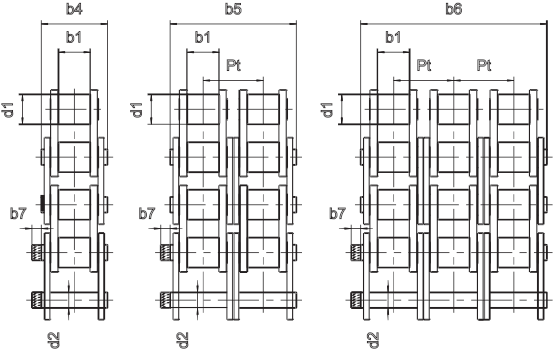 b4 b5 b6
b1 b1 b1
Pt Pt Pt
d1 d1 d1
b7 b7 b7
d2 d2 d2